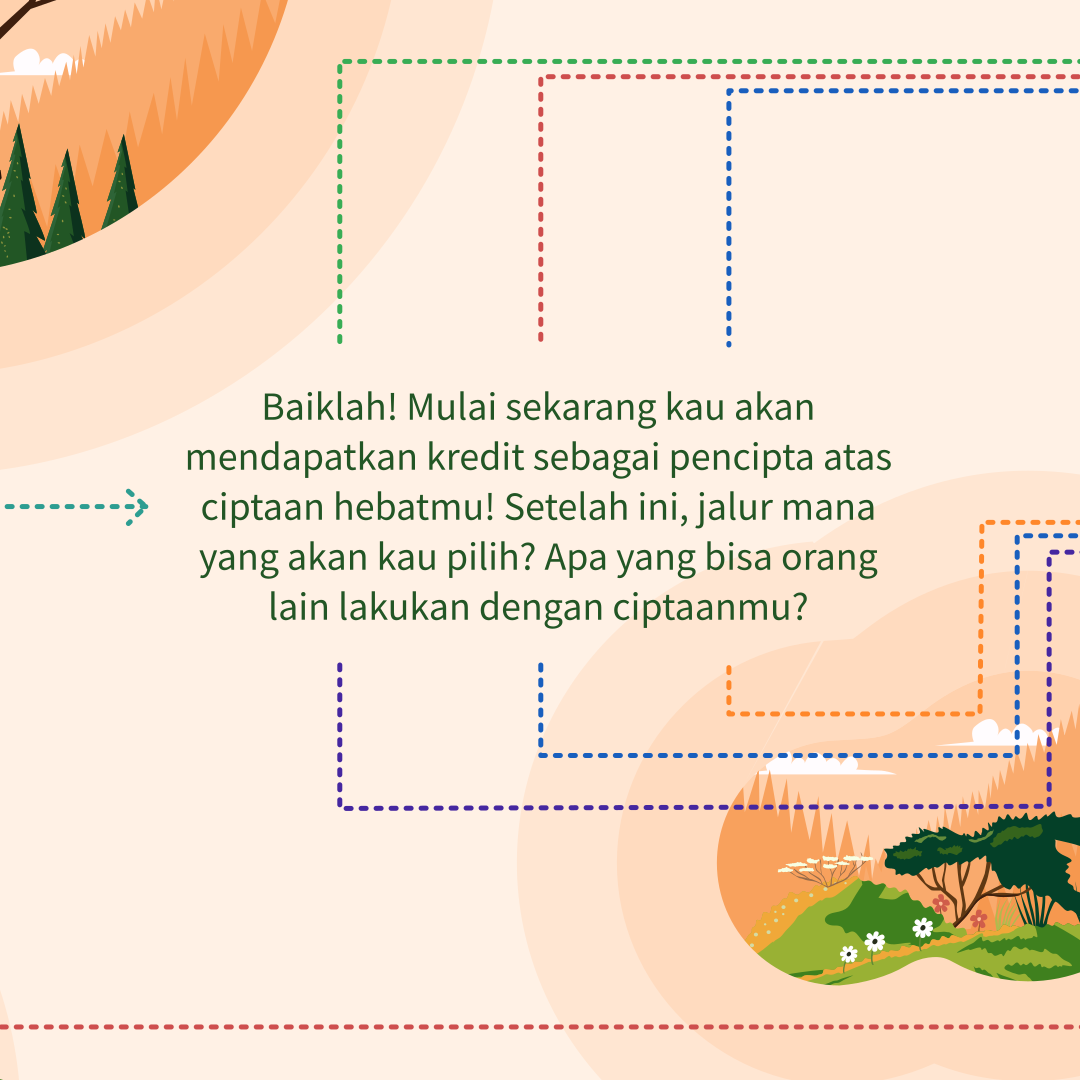 Baiklah! Mulai sekarang kau akan
mendapatkan kredit sebagai pencipta atas
ciptaan hebatmu! Setelah ini, jalur mana
yang akan kau pilih? Apa yang bisa orang
lain lakukan dengan ciptaanmu?